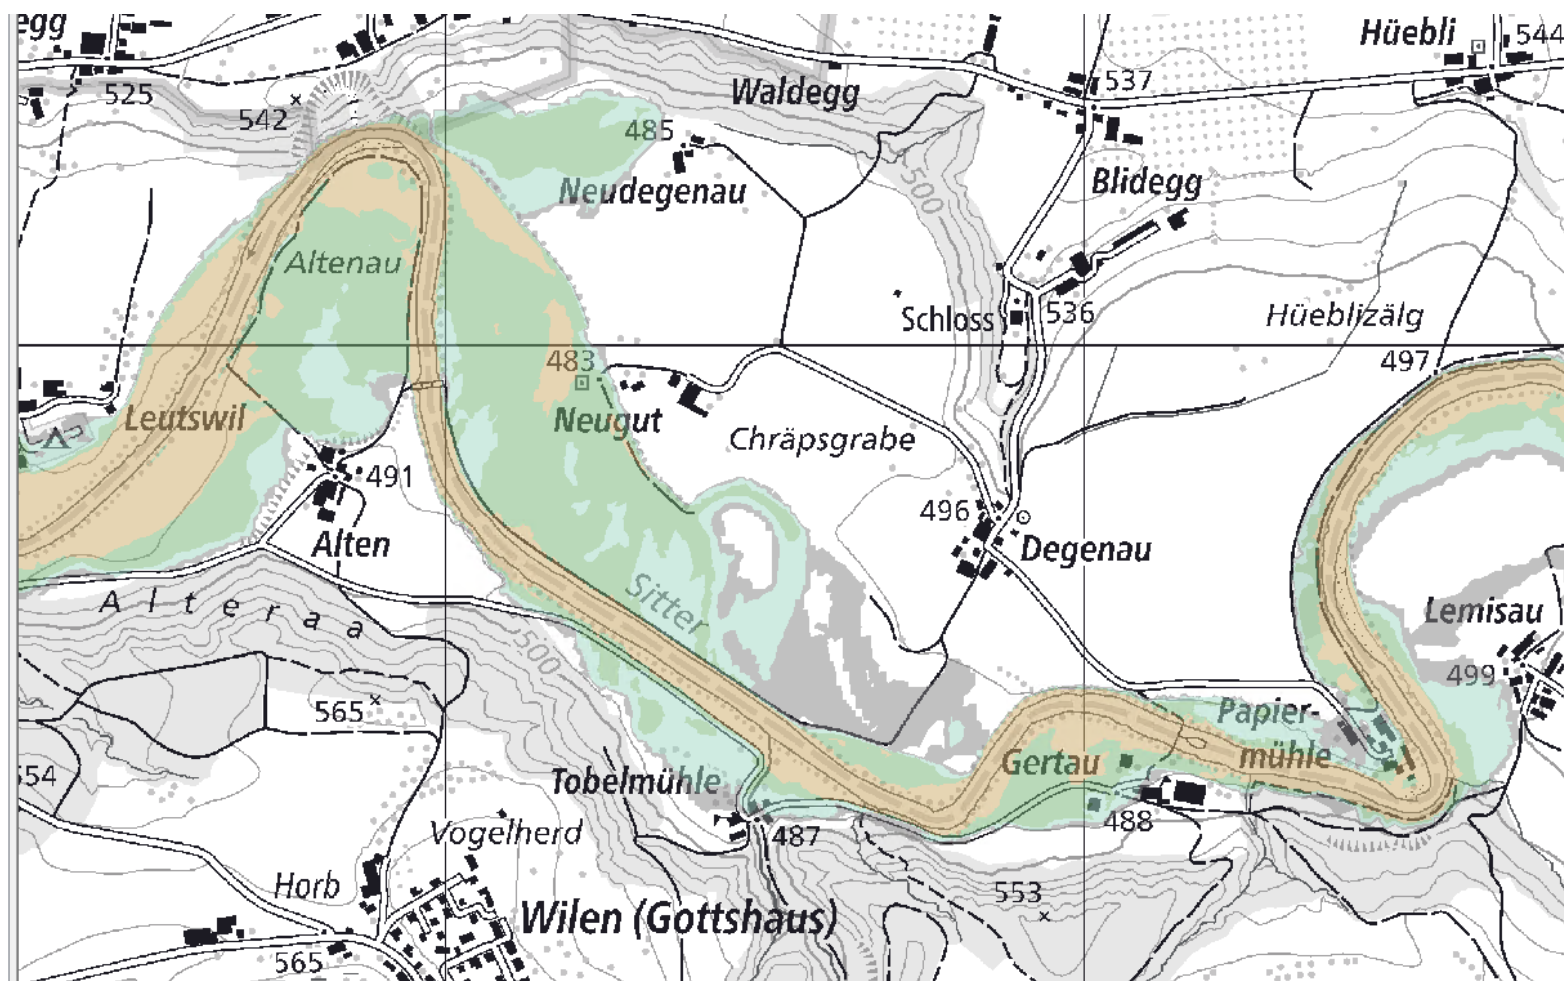 egg
Hüebli
544
525
542
Waldegg
537
485
Neudegenau
Blidegg
500
Altenau
Schloss
536
Hüeblizälg
483
497
Leutswil
Neugut
Chräpsgrabe
491
496
Alten
Degenau
Alteraa
Sitter
500
Lemisau
499
565
Papier-
mühle
Gertau
554
Tobelmühle
488
Vogelherd
487
Horb
553
Wilen (Gottshaus)
565